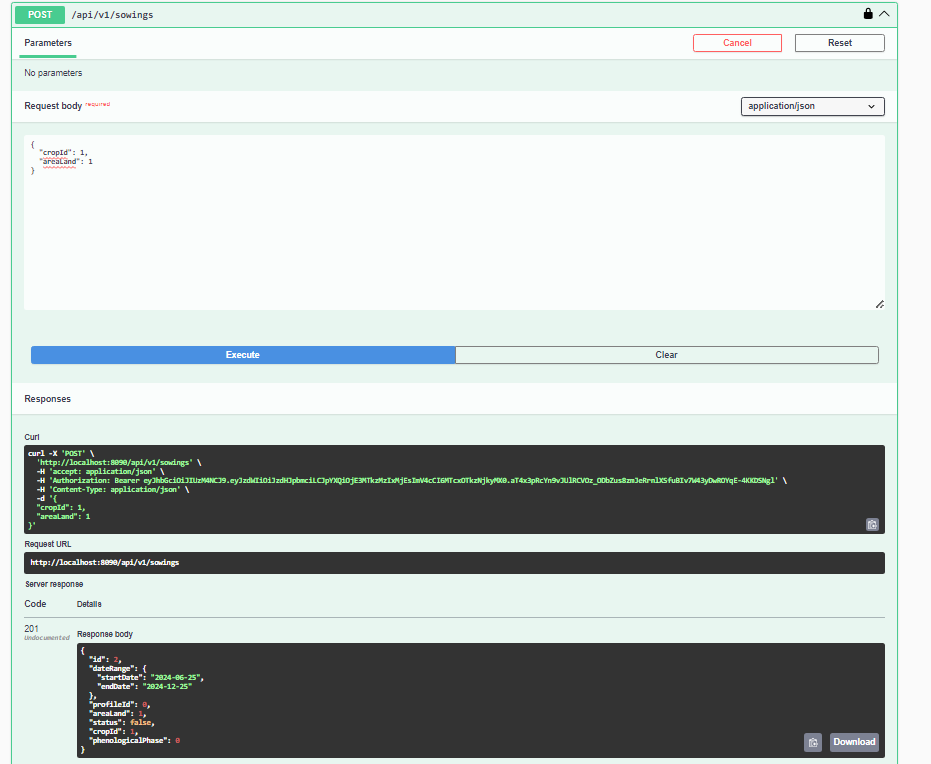 POST /api/v1/sowings
Parameters
Cancel
Reset
No parameters
Request body required
application/json
{
"cropId": 1,
"areaLand": 1
}
Execute
Clear
Responses
Curl
curl -X 'POST' \
'http://localhost:8090/api/v1/sowings' \
-H 'accept: application/json' \
-H 'Authorization: Bearer
-H 'Content-Type: application/json' \
-d '{
"cropId": 1,
"areaLand": 1
}'
Request URL
http://localhost:8090/api/v1/sowings
Server response
Code Details
201
Undocumented
Response body
{
"id": 2,
"dateRange": {
"startDate": "2024-06-25",
"endDate": "2024-12-25"
},
"profileId": 0,
"areaLand": 1,
"status": false,
"cropId": 1,
"phenologicalPhase": 0
}
Download